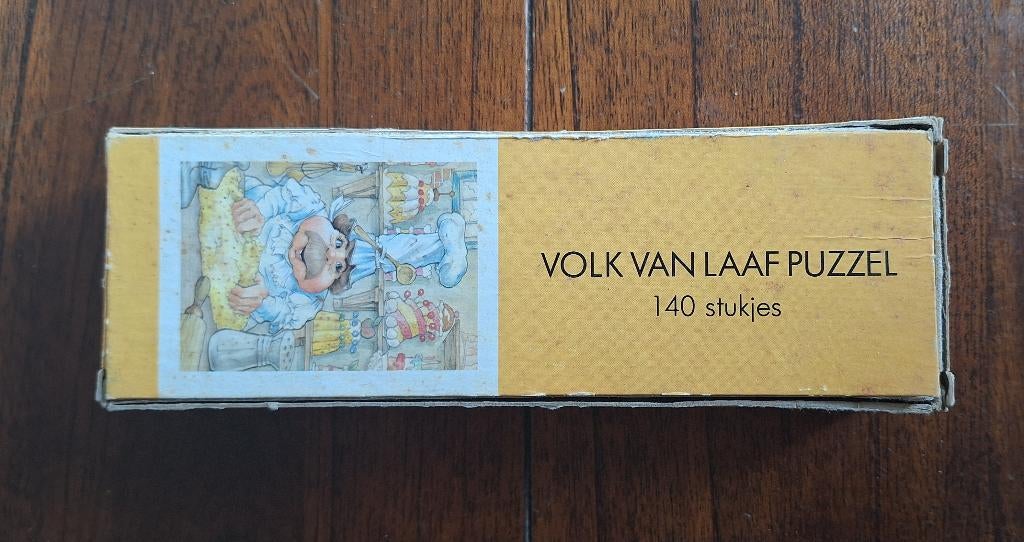 VOLK VAN LAAF PUZZEL
140 stukjes